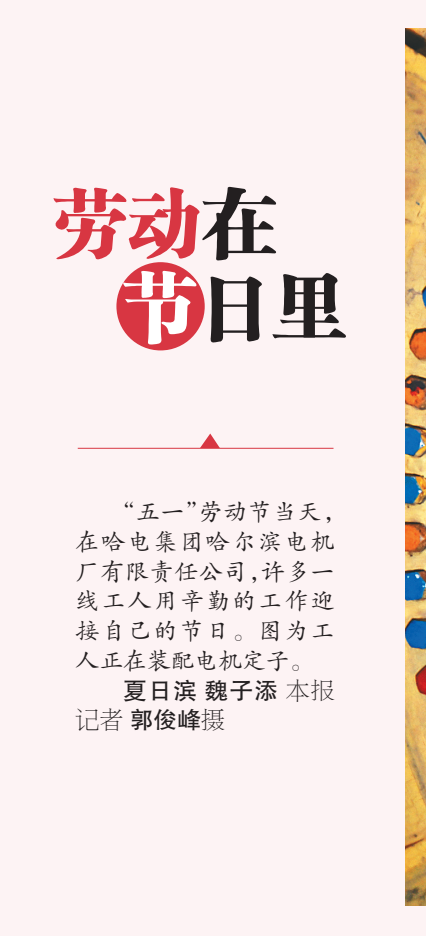 劳动在
节日里
“五一”劳动节当天，
在哈电集团哈尔滨电机
厂有限责任公司，许多一
线工人用辛勤的工作迎
接自己的节日。图为工
人正在装配电机定子。
夏日滨 魏子添 本报
记者 郭俊峰摄